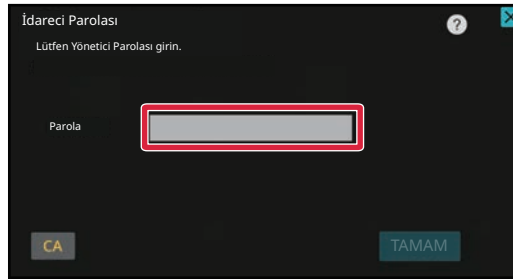 İdareci Parolası
?
Lütfen Yönetici Parolası girin.
Parola
CA
TAMAM